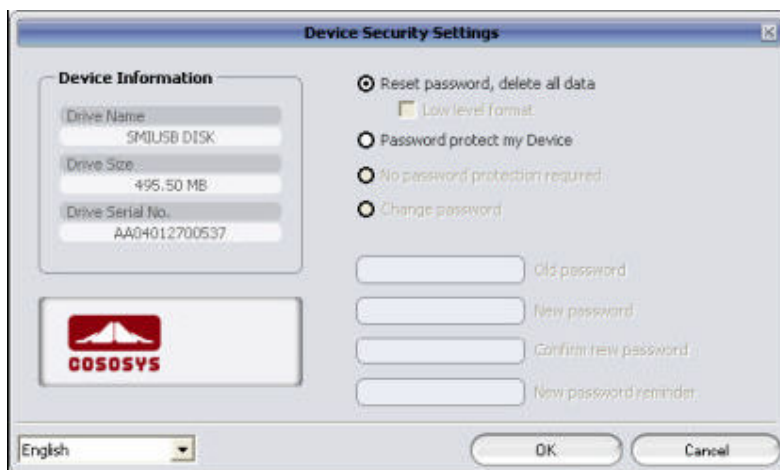 Device Security Settings
Device Information
Drive Name
SMIUSB DISK
Drive Size
495.50 MB
Drive Serial No.
AA04012700537
COSOSYS
Reset password, delete all data
Low level format
Password protect my Device
No password protection required
Change password
Old password
New password
Confirm new password
New password reminder
English
OK
Cancel